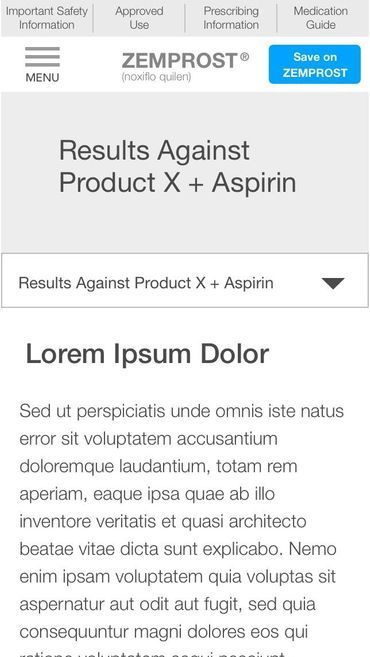 Important Safety Information
Approved Use
Prescribing Information
Medication Guide
MENU
ZEMPROST®
(noxiflo quilen)
Save on
ZEMPROST
Results Against
Product X + Aspirin
Results Against Product X + Aspirin
Lorem Ipsum Dolor
Sed ut perspiciatis unde omnis iste natus
error sit voluptatem accusantium
doloremque laudantium, totam rem
aperiam, eaque ipsa quae ab illo
inventore veritatis et quasi architecto
beatae vitae dicta sunt explicabo. Nemo
enim ipsam voluptatem quia voluptas sit
aspernatur aut odit aut fugit, sed quia
consequuntur magni dolores eos qui